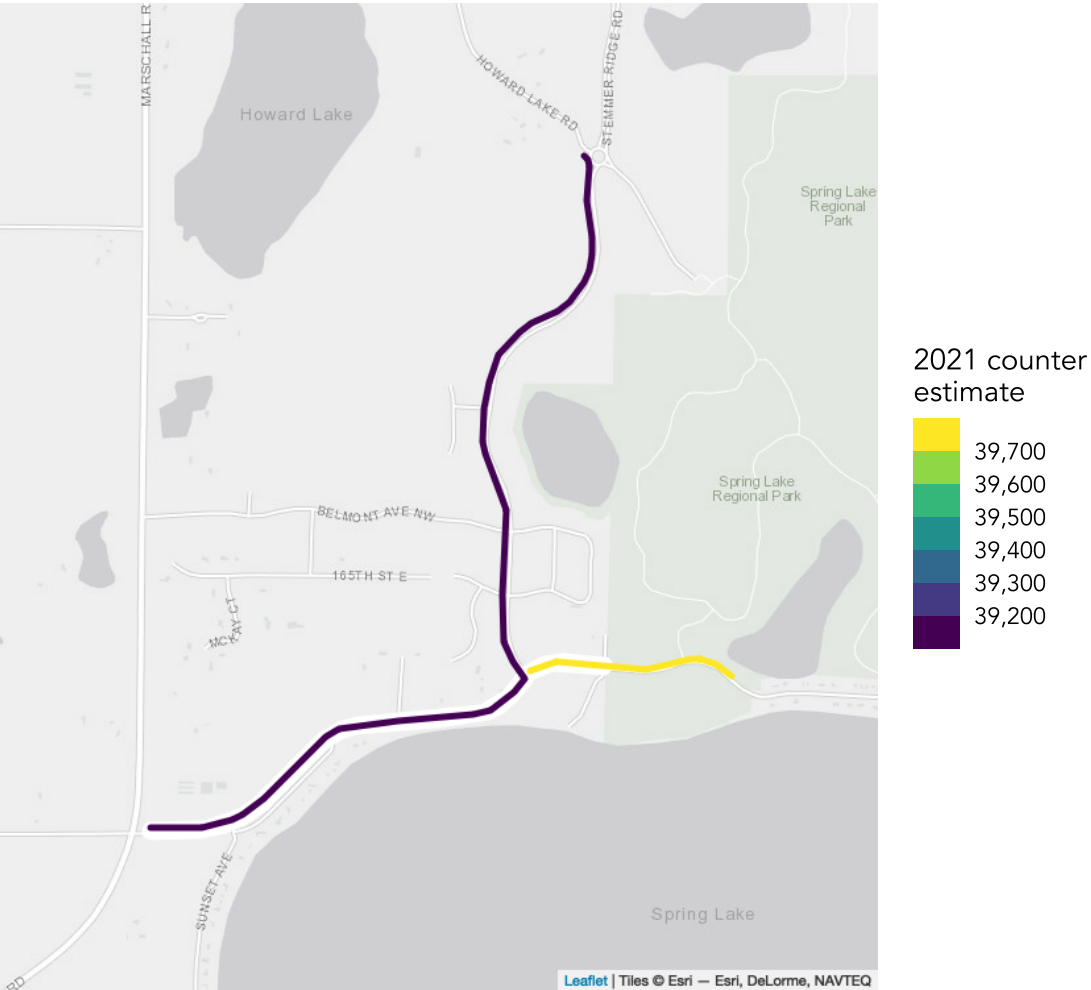 MARSCHALL R
HOWARD LAKE RD
STEMMER RIDGE RD
Howard Lake
Spring Lake
Regional
Park
2021 counter
estimate
39,700
39,600
39,500
39,400
39,300
39,200
Spring Lake
Regional Park
BELMONT AVE NW
165TH ST E
MCKAY CT
SUNSET AVE
Spring Lake
RD
Leaflet | Tiles © Esri — Esri, DeLorme, NAVTEQ